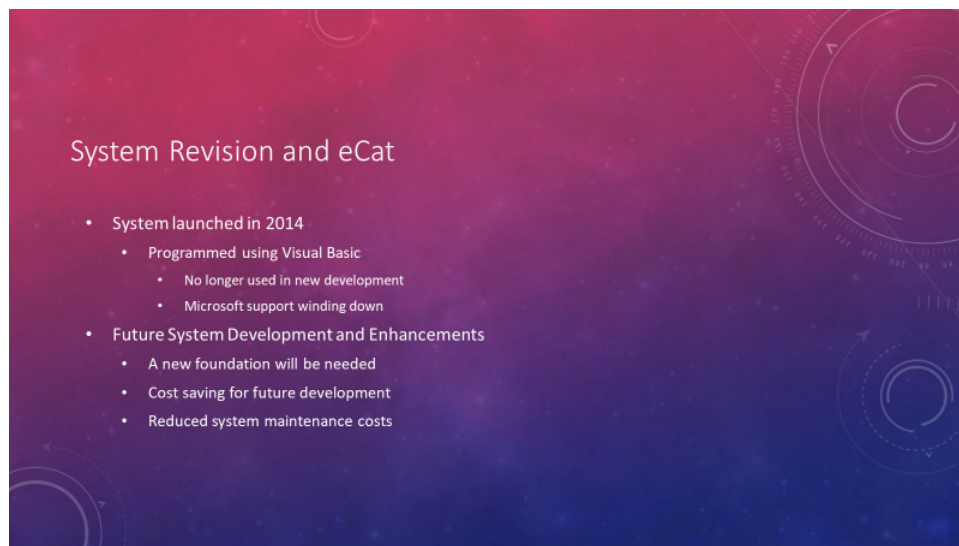 System Revision and eCat
• System launched in 2014
• Programmed using Visual Basic
• No longer used in new development
• Microsoft support winding down
• Future System Development and Enhancements
• A new foundation will be needed
• Cost saving for future development
• Reduced system maintenance costs